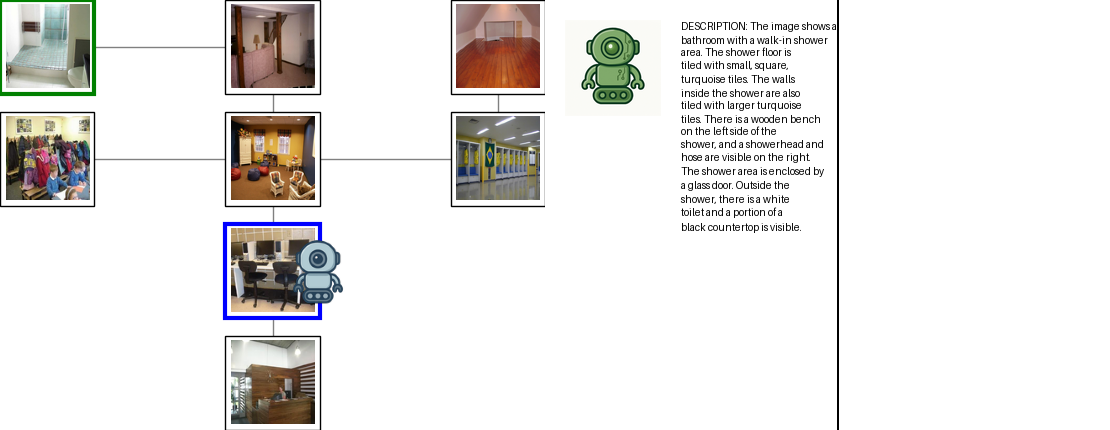 DESCRIPTION: The image shows a
bathroom with a walk-in shower
area. The shower floor is
tiled with small, square,
turquoise tiles. The walls
inside the shower are also
tiled with larger turquoise
tiles. There is a wooden bench
on the left side of the
shower, and a showerhead and
hose are visible on the right.
The shower area is enclosed by
a glass door. Outside the
shower, there is a white
toilet and a portion of a
black countertop is visible.